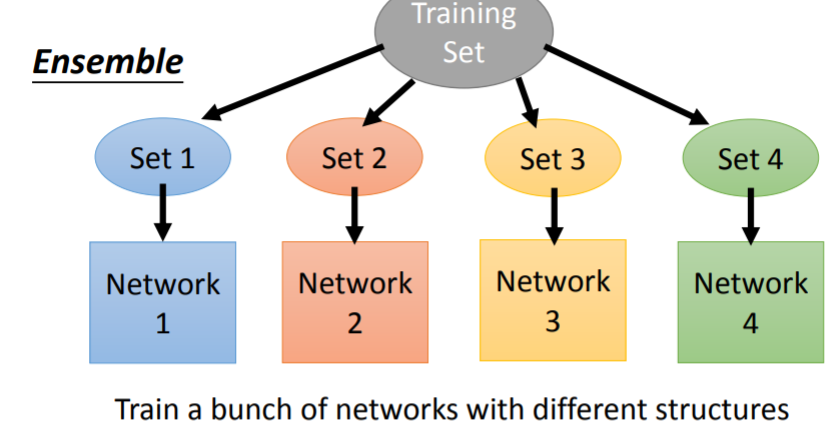 Training
Set
Ensemble
Set 1
Set 2
Set 3
Set 4
Network
1
Network
2
Network
3
Network
4
Train a bunch of networks with different structures